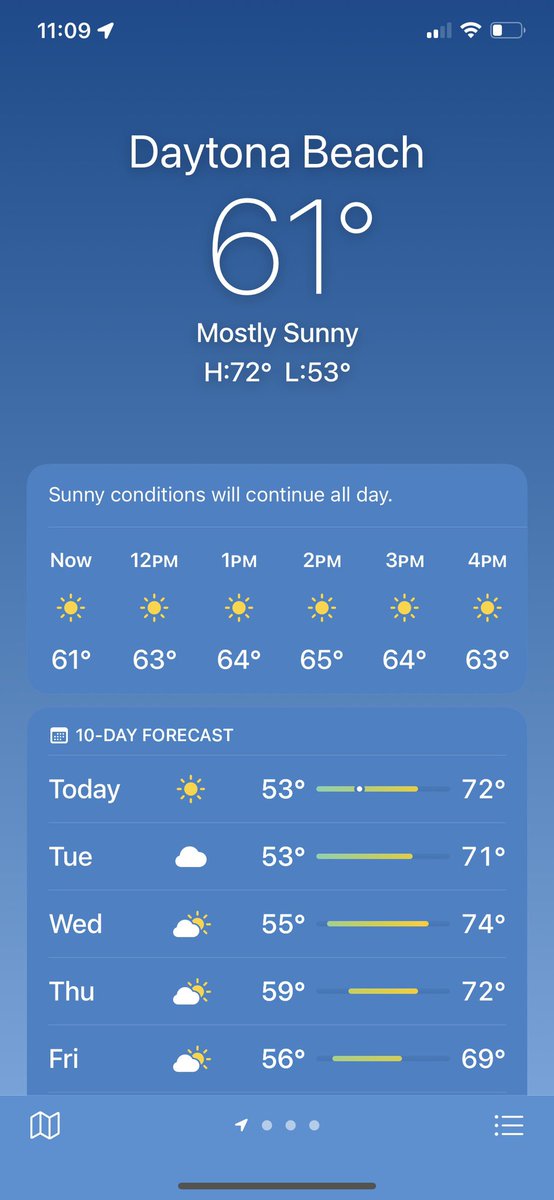 11:09
Daytona Beach
61°
Mostly Sunny
H:72° L:53°
Sunny conditions will continue all day.
Now 12PM 1PM 2PM 3PM 4PM
61° 63° 64° 65° 64° 63°
10-DAY FORECAST
Today 53° 72°
Tue 53° 71°
Wed 55° 74°
Thu 59° 72°
Fri 56° 69°